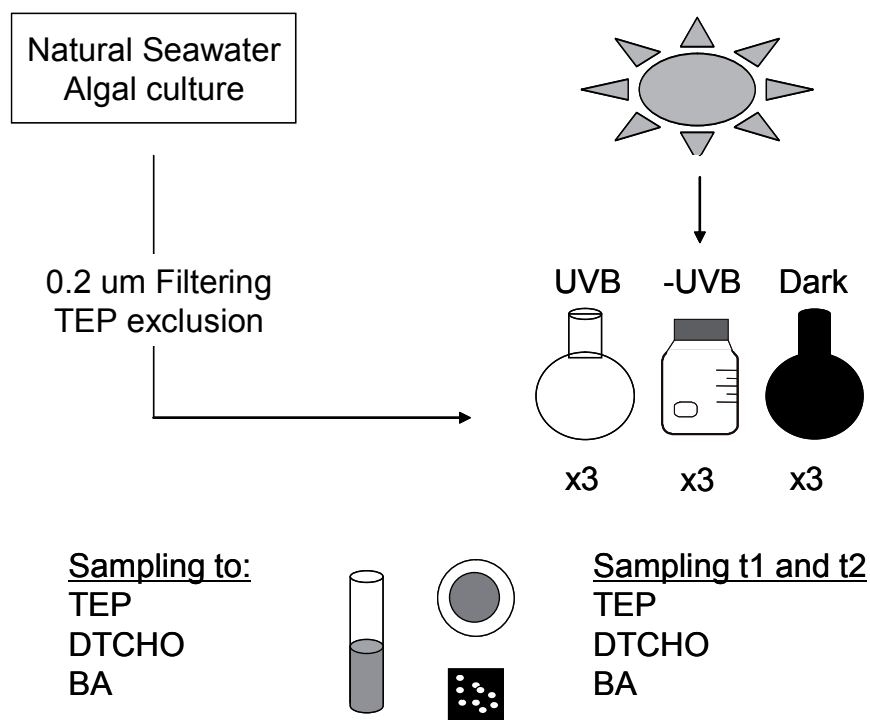 Natural Seawater
Algal culture
0.2 um Filtering
TEP exclusion
UVB -UVB Dark
x3 x3 x3
Sampling to:
TEP
DTCHO
BA
Sampling t1 and t2
TEP
DTCHO
BA